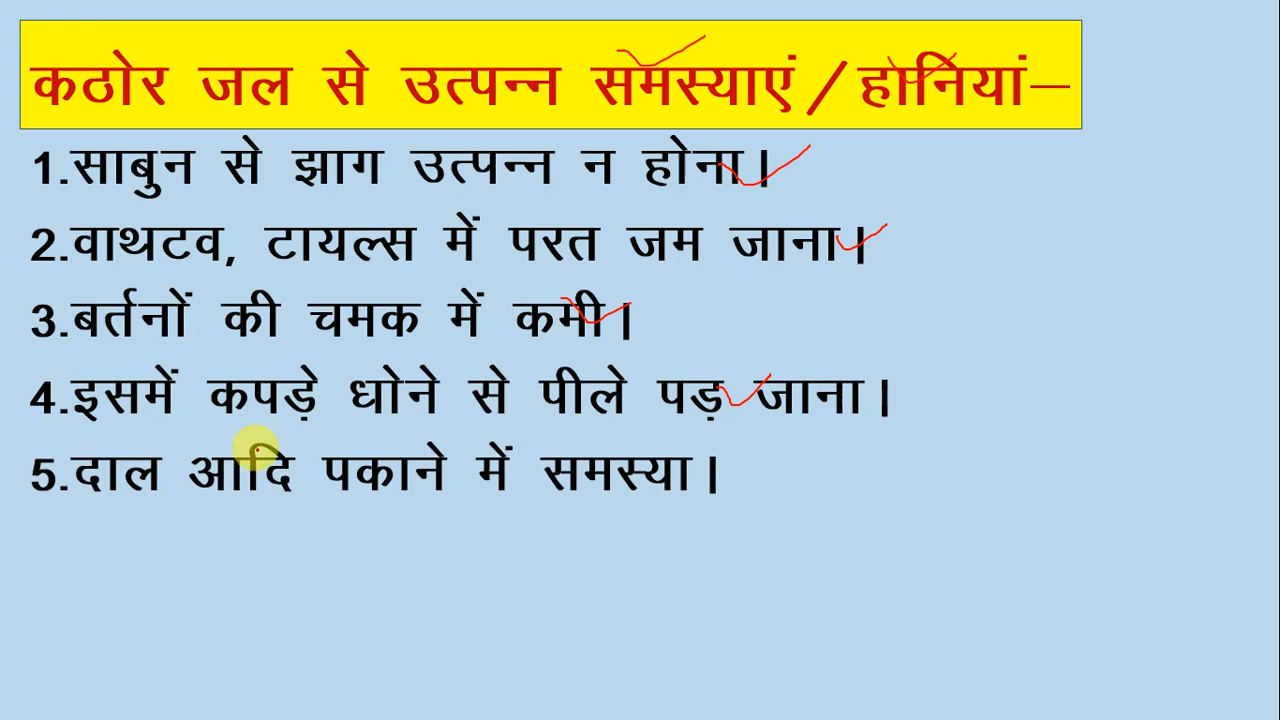 कठोर जल से उत्पन्न समस्याएं/हानियां–
1.साबुन से झाग उत्पन्न न होना।
2.वाथटव, टायल्स में परत जम जाना।
3.बर्तनों की चमक में कमी।
4.इसमें कपड़े धोने से पीले पड़ जाना।
5.दाल आदि पकाने में समस्या।